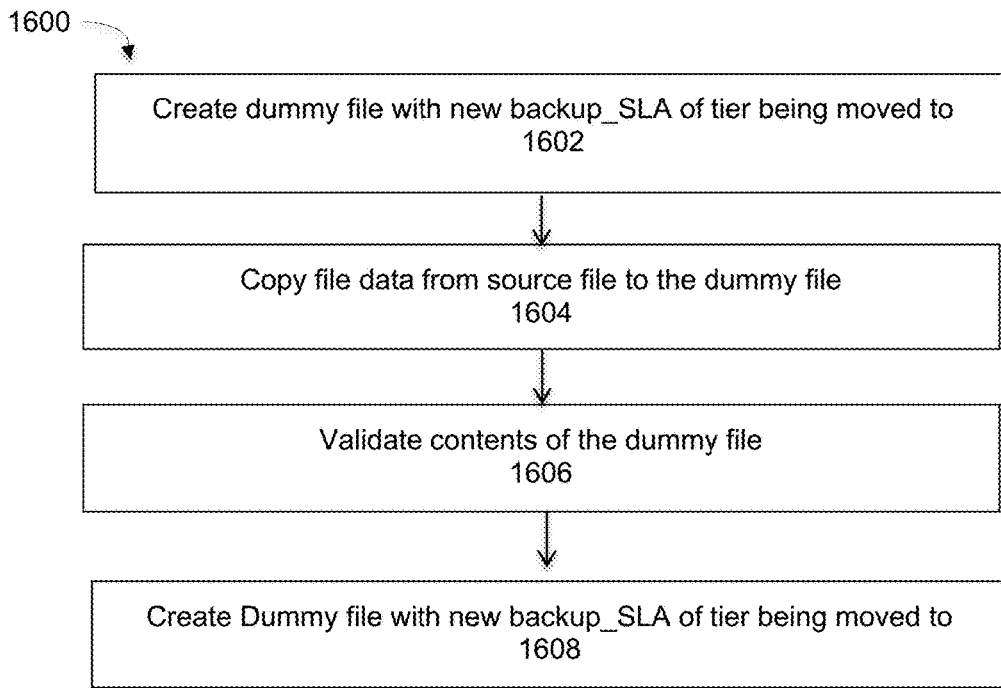 1600
Create dummy file with new backup_SLA of tier being moved to
1602
Copy file data from source file to the dummy file
1604
Validate contents of the dummy file
1606
Create Dummy file with new backup_SLA of tier being moved to
1608